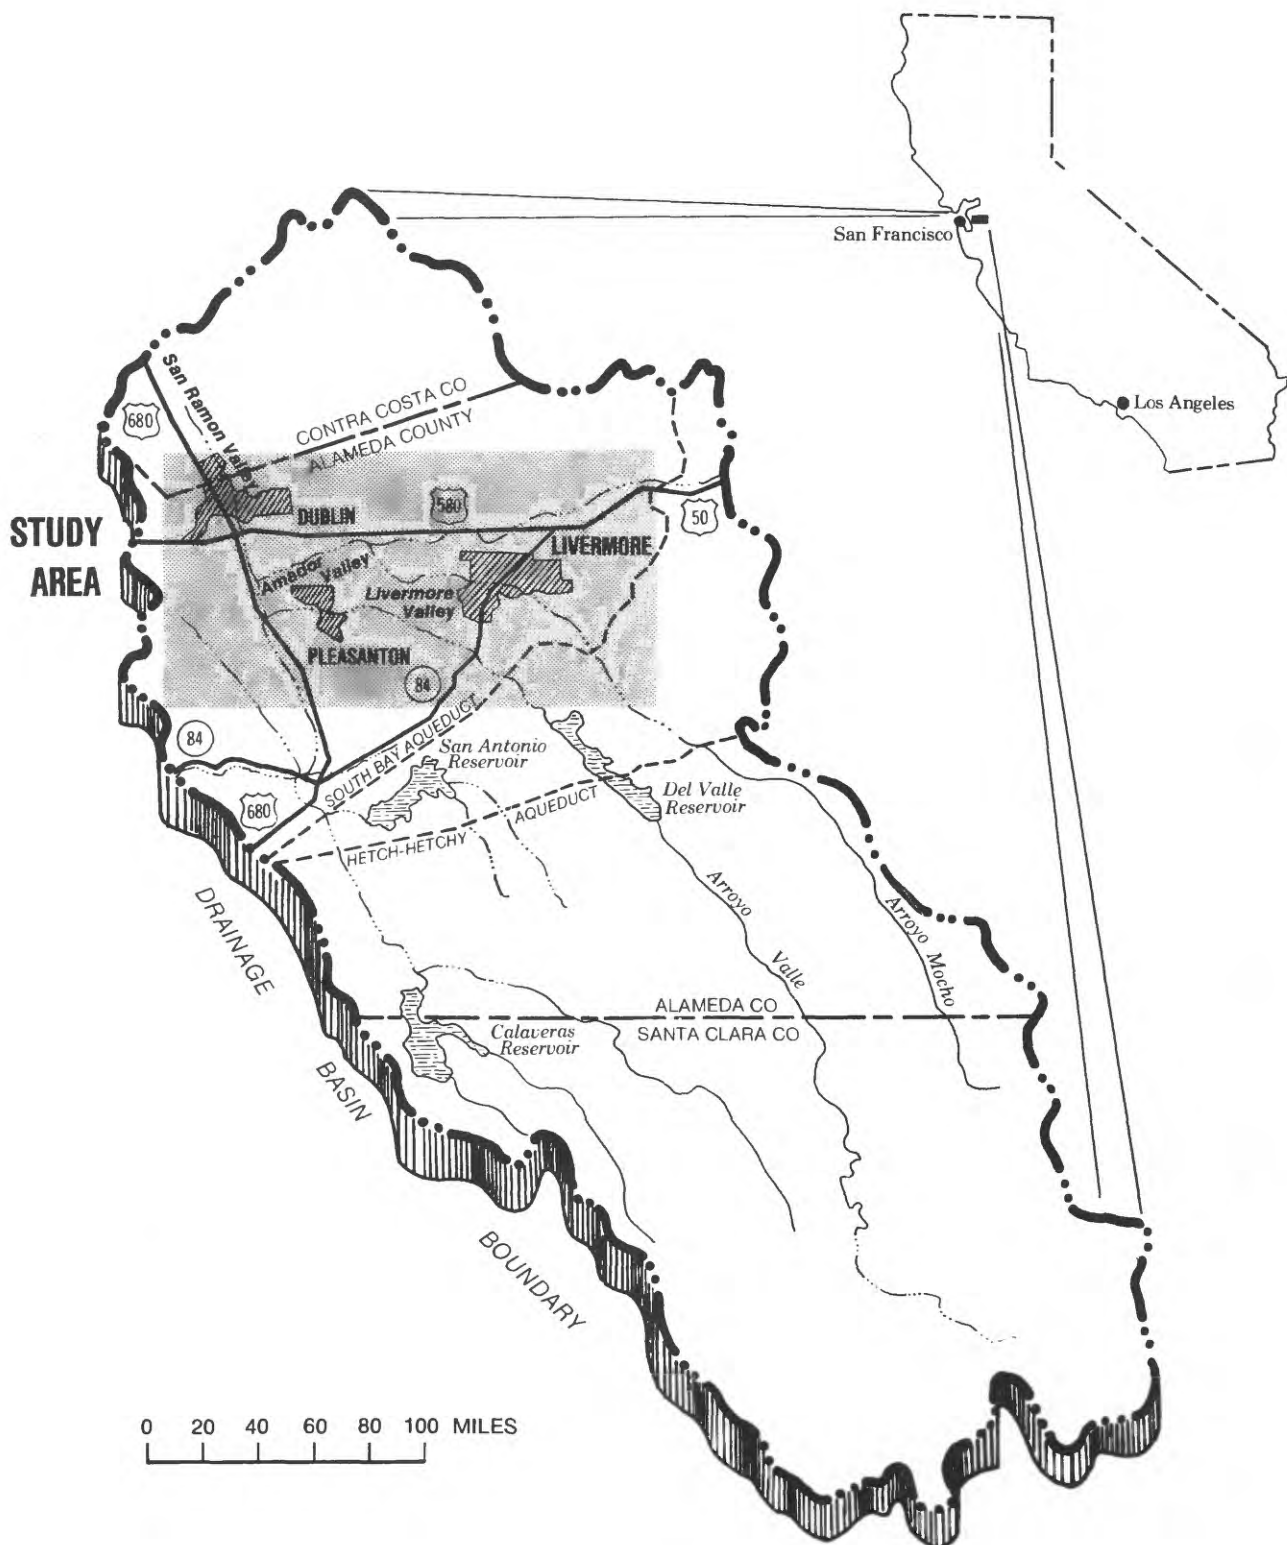 San Francisco
Los Angeles
San Ramon Valley
680
CONTRA COSTA CO
ALAMEDA COUNTY
STUDY
AREA
DUBLIN
580
50
LIVERMORE
Amador
Valley
Livermore
Valley
PLEASANTON
84
84
SOUTH BAY AQUEDUCT
San Antonio
Reservoir
Del Valle
Reservoir
680
HETCH-HETCHY AQUEDUCT
Arroyo Valle
Arroyo Mocho
ALAMEDA CO
SANTA CLARA CO
Calaveras
Reservoir
DRAINAGE BASIN BOUNDARY
0 20 40 60 80 100 MILES